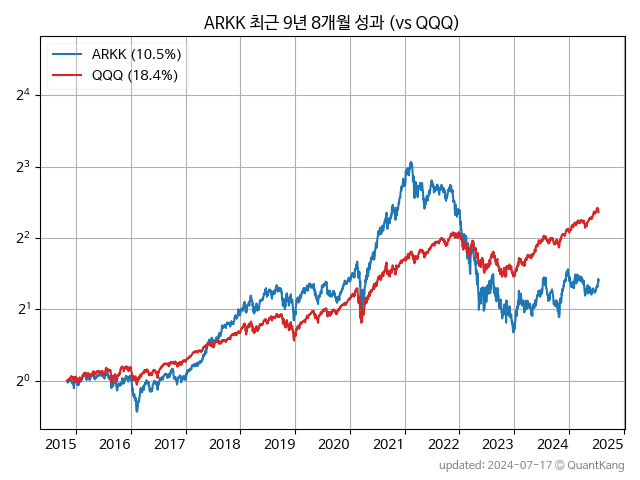 ARKK 최근 9년 8개월 성과 (vs QQQ)
ARKK (10.5%)
QQQ (18.4%)
2⁴
2³
2²
2¹
2⁰
2015 2016 2017 2018 2019 2020 2021 2022 2023 2024 2025
updated: 2024-07-17 © QuantKang